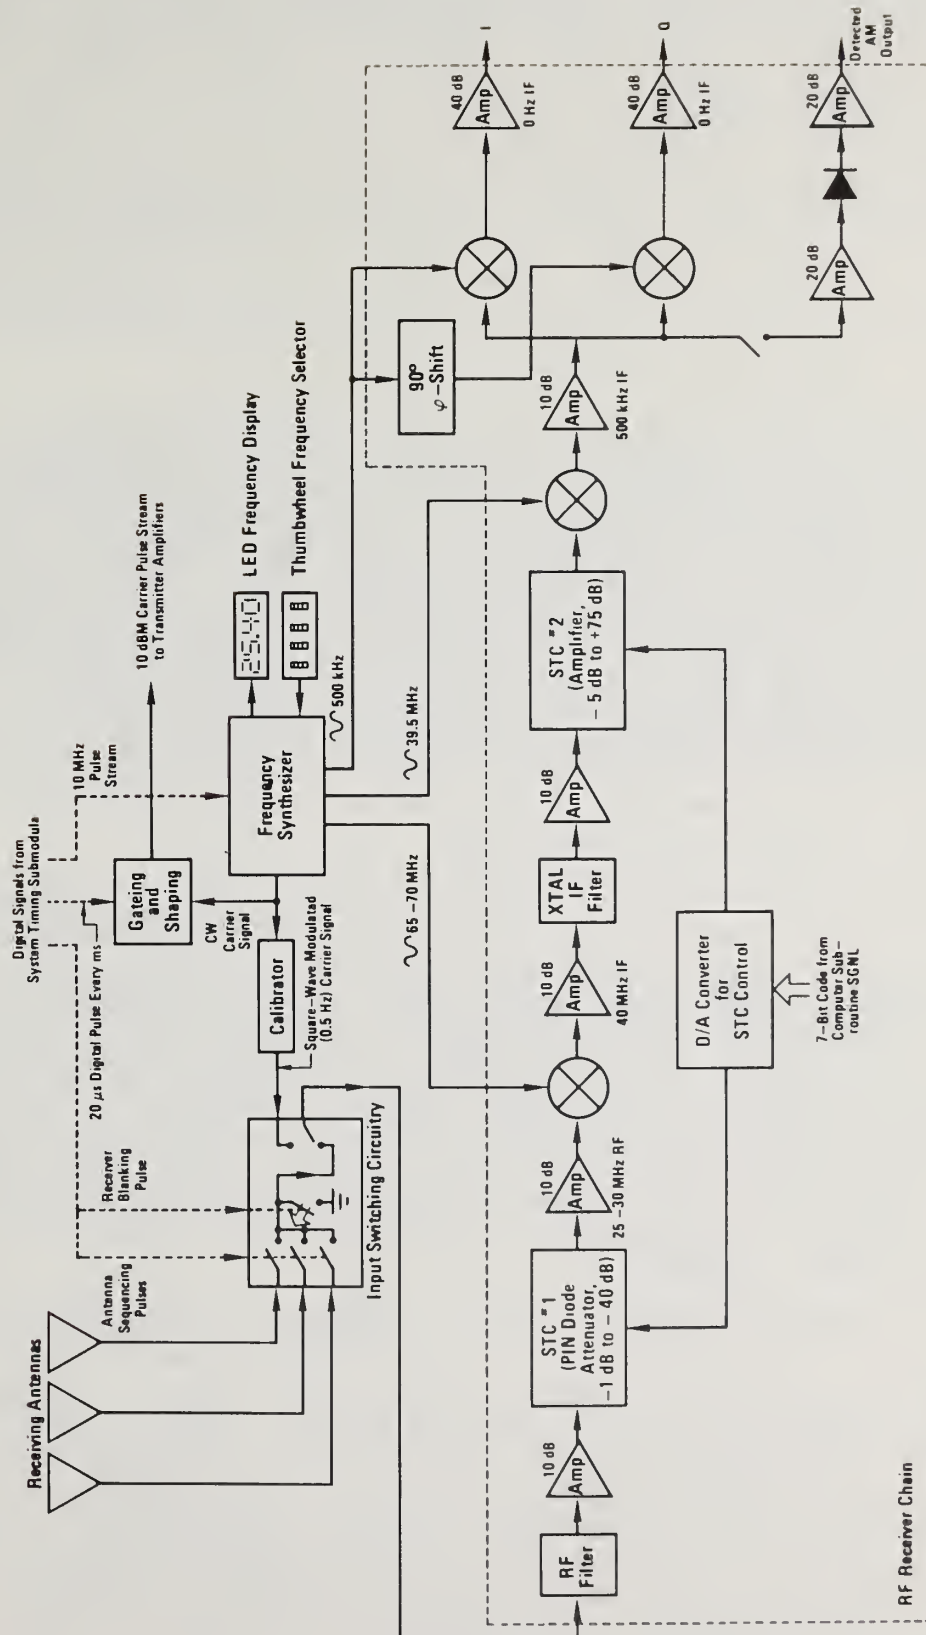 Receiving Antennas
Antenna
Sequencing
Pulses
Receiver
Blanking
Pulse
20 μs Digital Pulse Every ms
Digital Signals from
System Timing Submodule
10 MHz
Pulse
Stream
10 dBM Carrier Pulse Stream
to Transmitter Amplifiers
Gateing
and
Shaping
CW
Carrier
Signal
Calibrator
Square-Wave Modulated
(0.5 Hz) Carrier Signal
Input Switching Circuitry
Frequency
Synthesizer
25.40
LED Frequency Display
8 8 8 8
Thumbwheel Frequency Selector
500 kHz
39.5 MHz
65-70 MHz
90°
φ-Shift
RF
Filter
10 dB
Amp
STC #1
(PIN Diode
Attenuator,
-1 dB to -40 dB)
10 dB
Amp
25-30 MHz RF
10 dB
Amp
40 MHz IF
XTAL
IF
Filter
10 dB
Amp
STC #2
(Amplifier,
-5 dB to +75 dB)
10 dB
Amp
500 kHz IF
40 dB
Amp
0 Hz IF
I
40 dB
Amp
0 Hz IF
Q
20 dB
Amp
20 dB
Amp
Detected
AM
Output
D/A Converter
for
STC Control
7-Bit Code from
Computer Sub-
routine SGNL
RF Receiver Chain